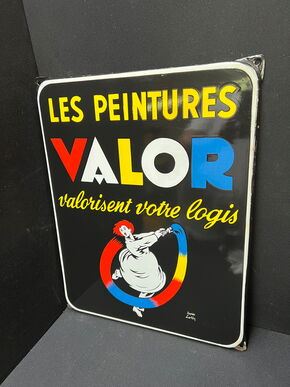 LES PEINTURES
VALOR
valorisent votre logis